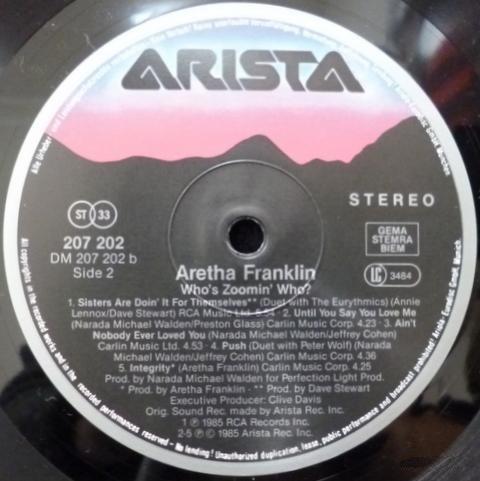 ARISTA
STEREO
ST 33
207 202
DM 207 202 b
Side 2
GEMA
STEMRA
BIEM
LC 3484
Aretha Franklin
Who's Zoomin' Who?
1. Sisters Are Doin' It For Themselves** (Duet with The Eurythmics) (Annie
Lennox/Dave Stewart) RCA Music Ltd. 5.54 - 2. Until You Say You Love Me
(Narada Michael Walden/Preston Glass) Carlin Music Corp. 4.23 - 3. Ain't
Nobody Ever Loved You (Narada Michael Walden/Jeffrey Cohen)
Carlin Music Ltd. 4.53 - 4. Push (Duet with Peter Wolf) (Narada
Michael Walden/Jeffrey Cohen) Carlin Music Corp. 4.36
5. Integrity* (Aretha Franklin) Carlin Music Corp. 4.25
Prod. by Narada Michael Walden for Perfection Light Prod.
* Prod. by Aretha Franklin - ** Prod. by Dave Stewart
Executive Producer: Clive Davis
Orig. Sound Rec. made by Arista Rec. Inc.
1 ℗ 1985 RCA Records Inc.
2-5 ℗ © 1985 Arista Rec. Inc.
Alle Urheber-
All copyrights in the recorded works and in the
recorded performances reserved – No lending! Unauthorized duplication, lease, public performance and broadcast prohibited! Ariola Eurodisc GmbH, Munich.